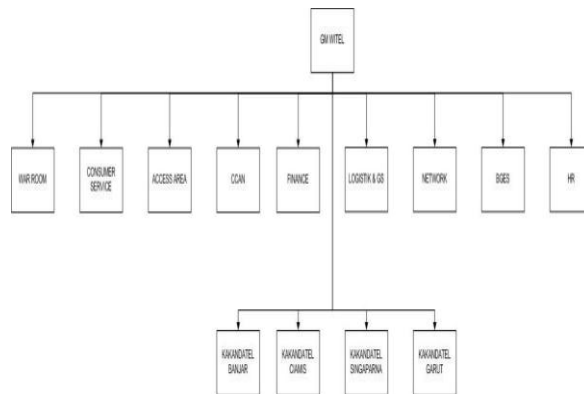 GM WITEL
WAR ROOM
CONSUMER
SERVICE
ACCESS AREA
CCAN
FINANCE
LOGISTIK & GS
NETWORK
BGES
HR
KAKANDATEL
BANJAR
KAKANDATEL
CIAMIS
KAKANDATEL
SINGAPARNA
KAKANDATEL
GARUT